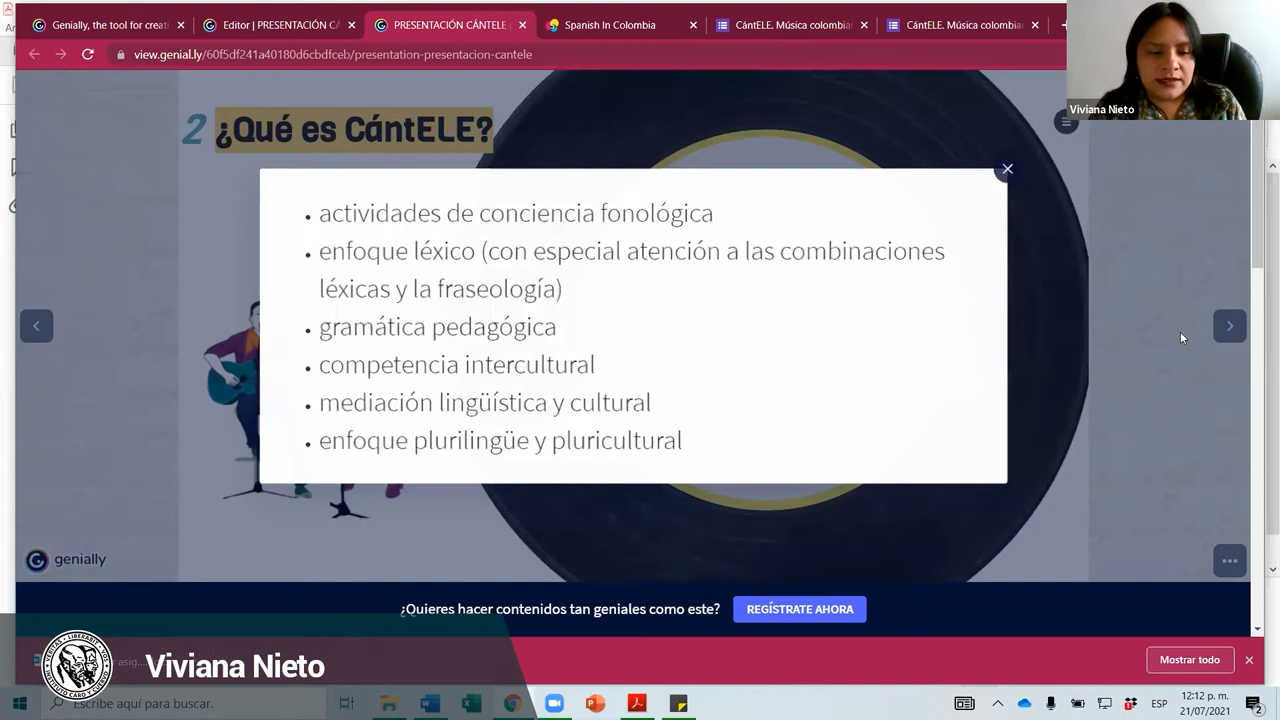 Genially, the tool for creat
Editor | PRESENTACIÓN CÁ
PRESENTACIÓN CÁNTELE
Spanish In Colombia
CántELE. Música colombian
CántELE. Música colombian
view.genial.ly/60f5df241a40180d6cbdfceb/presentation-presentacion-cantele
Viviana Nieto
2 ¿Qué es CántELE?
• actividades de conciencia fonológica
• enfoque léxico (con especial atención a las combinaciones
léxicas y la fraseología)
• gramática pedagógica
• competencia intercultural
• mediación lingüística y cultural
• enfoque plurilingüe y pluricultural
genially
¿Quieres hacer contenidos tan geniales como este?
REGÍSTRATE AHORA
Viviana Nieto
Mostrar todo
Escribe aquí para buscar.
ESP
12:12 p. m.
21/07/2021
2